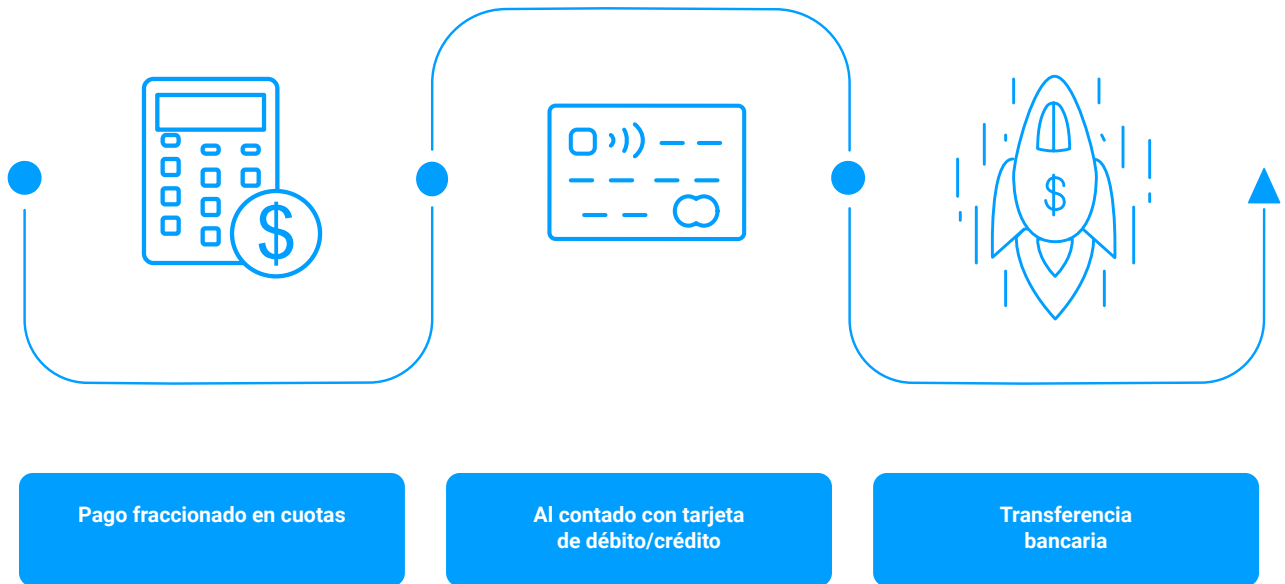 $
$
Pago fraccionado en cuotas
Al contado con tarjeta
de débito/crédito
Transferencia
bancaria